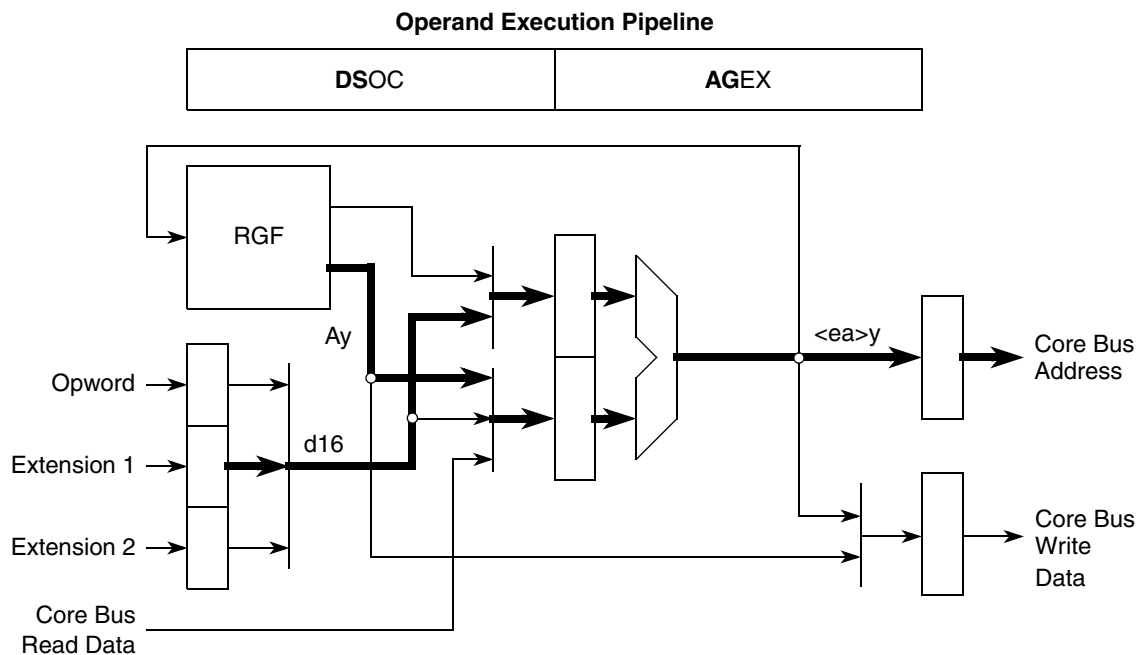 Operand Execution Pipeline
DSOC
AGEX
RGF
Ay
<ea>y
Core Bus
Address
Opword
d16
Extension 1
Extension 2
Core Bus
Write
Data
Core Bus
Read Data